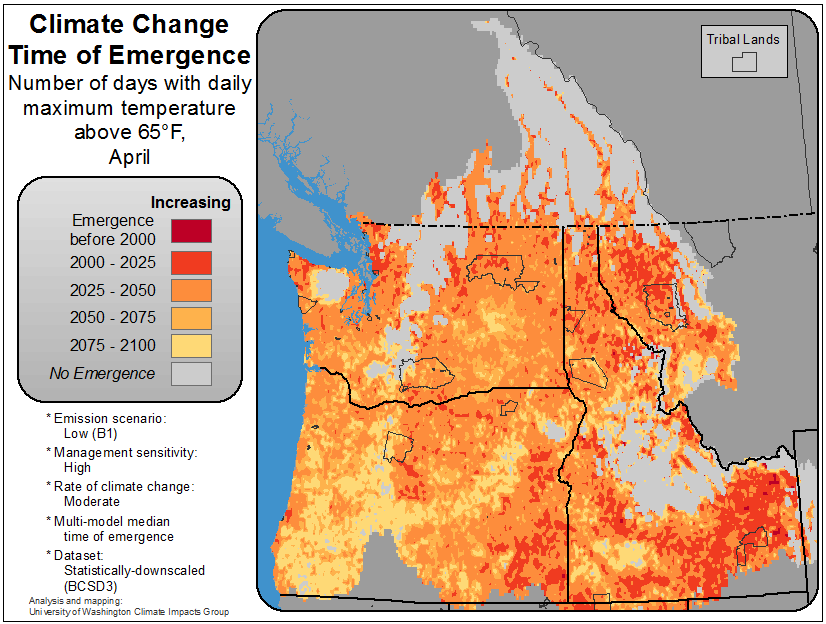 Climate Change
Time of Emergence
Number of days with daily
maximum temperature
above 65°F,
April
Increasing
Emergence
before 2000
2000 - 2025
2025 - 2050
2050 - 2075
2075 - 2100
No Emergence
* Emission scenario:
Low (B1)
* Management sensitivity:
High
* Rate of climate change:
Moderate
* Multi-model median
time of emergence
* Dataset:
Statistically-downscaled
(BCSD3)
Analysis and mapping:
University of Washington Climate Impacts Group
Tribal Lands